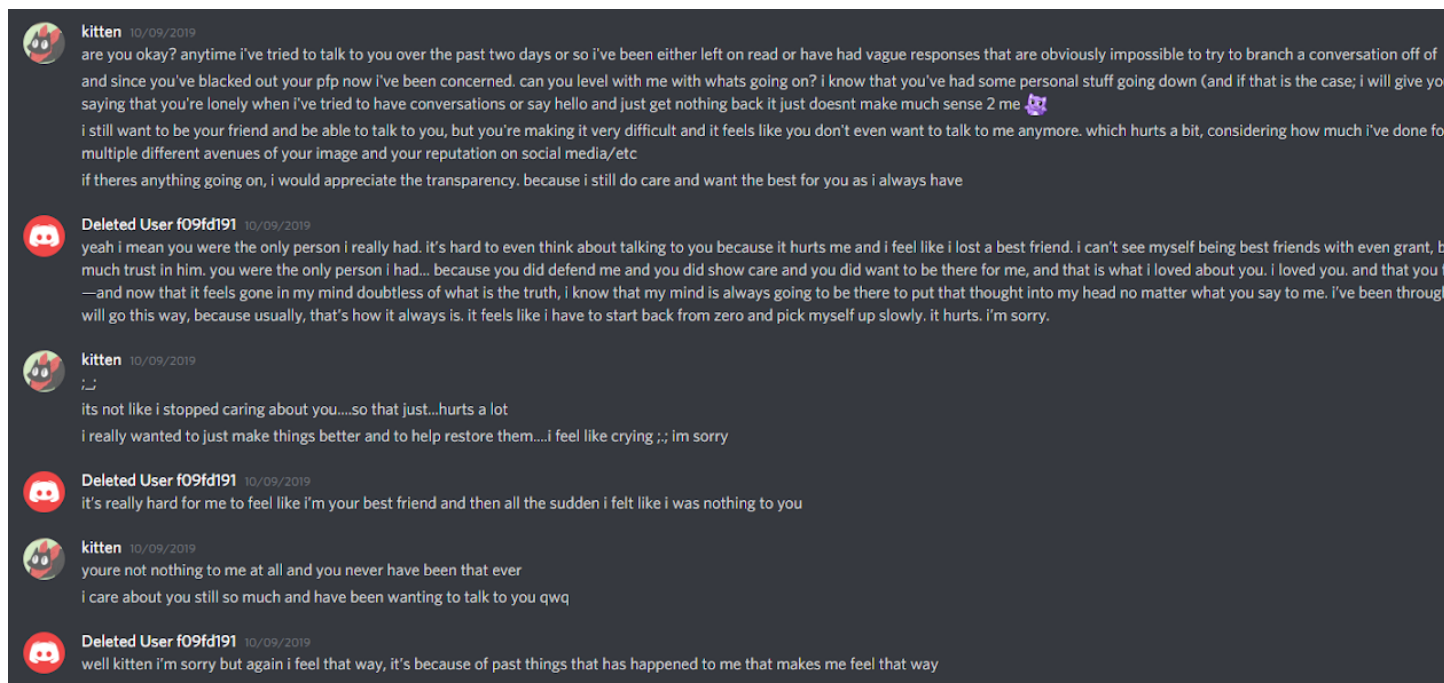 kitten 10/09/2019
are you okay? anytime i've tried to talk to you over the past two days or so i've been either left on read or have had vague responses that are obviously impossible to try to branch a conversation off of
and since you've blacked out your pfp now i've been concerned. can you level with me with whats going on? i know that you've had some personal stuff going down (and if that is the case; i will give you
saying that you're lonely when i've tried to have conversations or say hello and just get nothing back it just doesnt make much sense 2 me
i still want to be your friend and be able to talk to you, but you're making it very difficult and it feels like you don't even want to talk to me anymore. which hurts a bit, considering how much i've done fo
multiple different avenues of your image and your reputation on social media/etc
if theres anything going on, i would appreciate the transparency. because i still do care and want the best for you as i always have
Deleted User f09fd191 10/09/2019
yeah i mean you were the only person i really had. it's hard to even think about talking to you because it hurts me and i feel like i lost a best friend. i can't see myself being best friends with even grant, b
much trust in him. you were the only person i had... because you did defend me and you did show care and you did want to be there for me, and that is what i loved about you. i loved you. and that you
—and now that it feels gone in my mind doubtless of what is the truth, i know that my mind is always going to be there to put that thought into my head no matter what you say to me. i've been through
will go this way, because usually, that's how it always is. it feels like i have to start back from zero and pick myself up slowly. it hurts. i'm sorry.
kitten 10/09/2019
;_;
its not like i stopped caring about you....so that just...hurts a lot
i really wanted to just make things better and to help restore them....i feel like crying ;.; im sorry
Deleted User f09fd191 10/09/2019
it's really hard for me to feel like i'm your best friend and then all the sudden i felt like i was nothing to you
kitten 10/09/2019
youre not nothing to me at all and you never have been that ever
i care about you still so much and have been wanting to talk to you qwq
Deleted User f09fd191 10/09/2019
well kitten i'm sorry but again i feel that way, it's because of past things that has happened to me that makes me feel that way